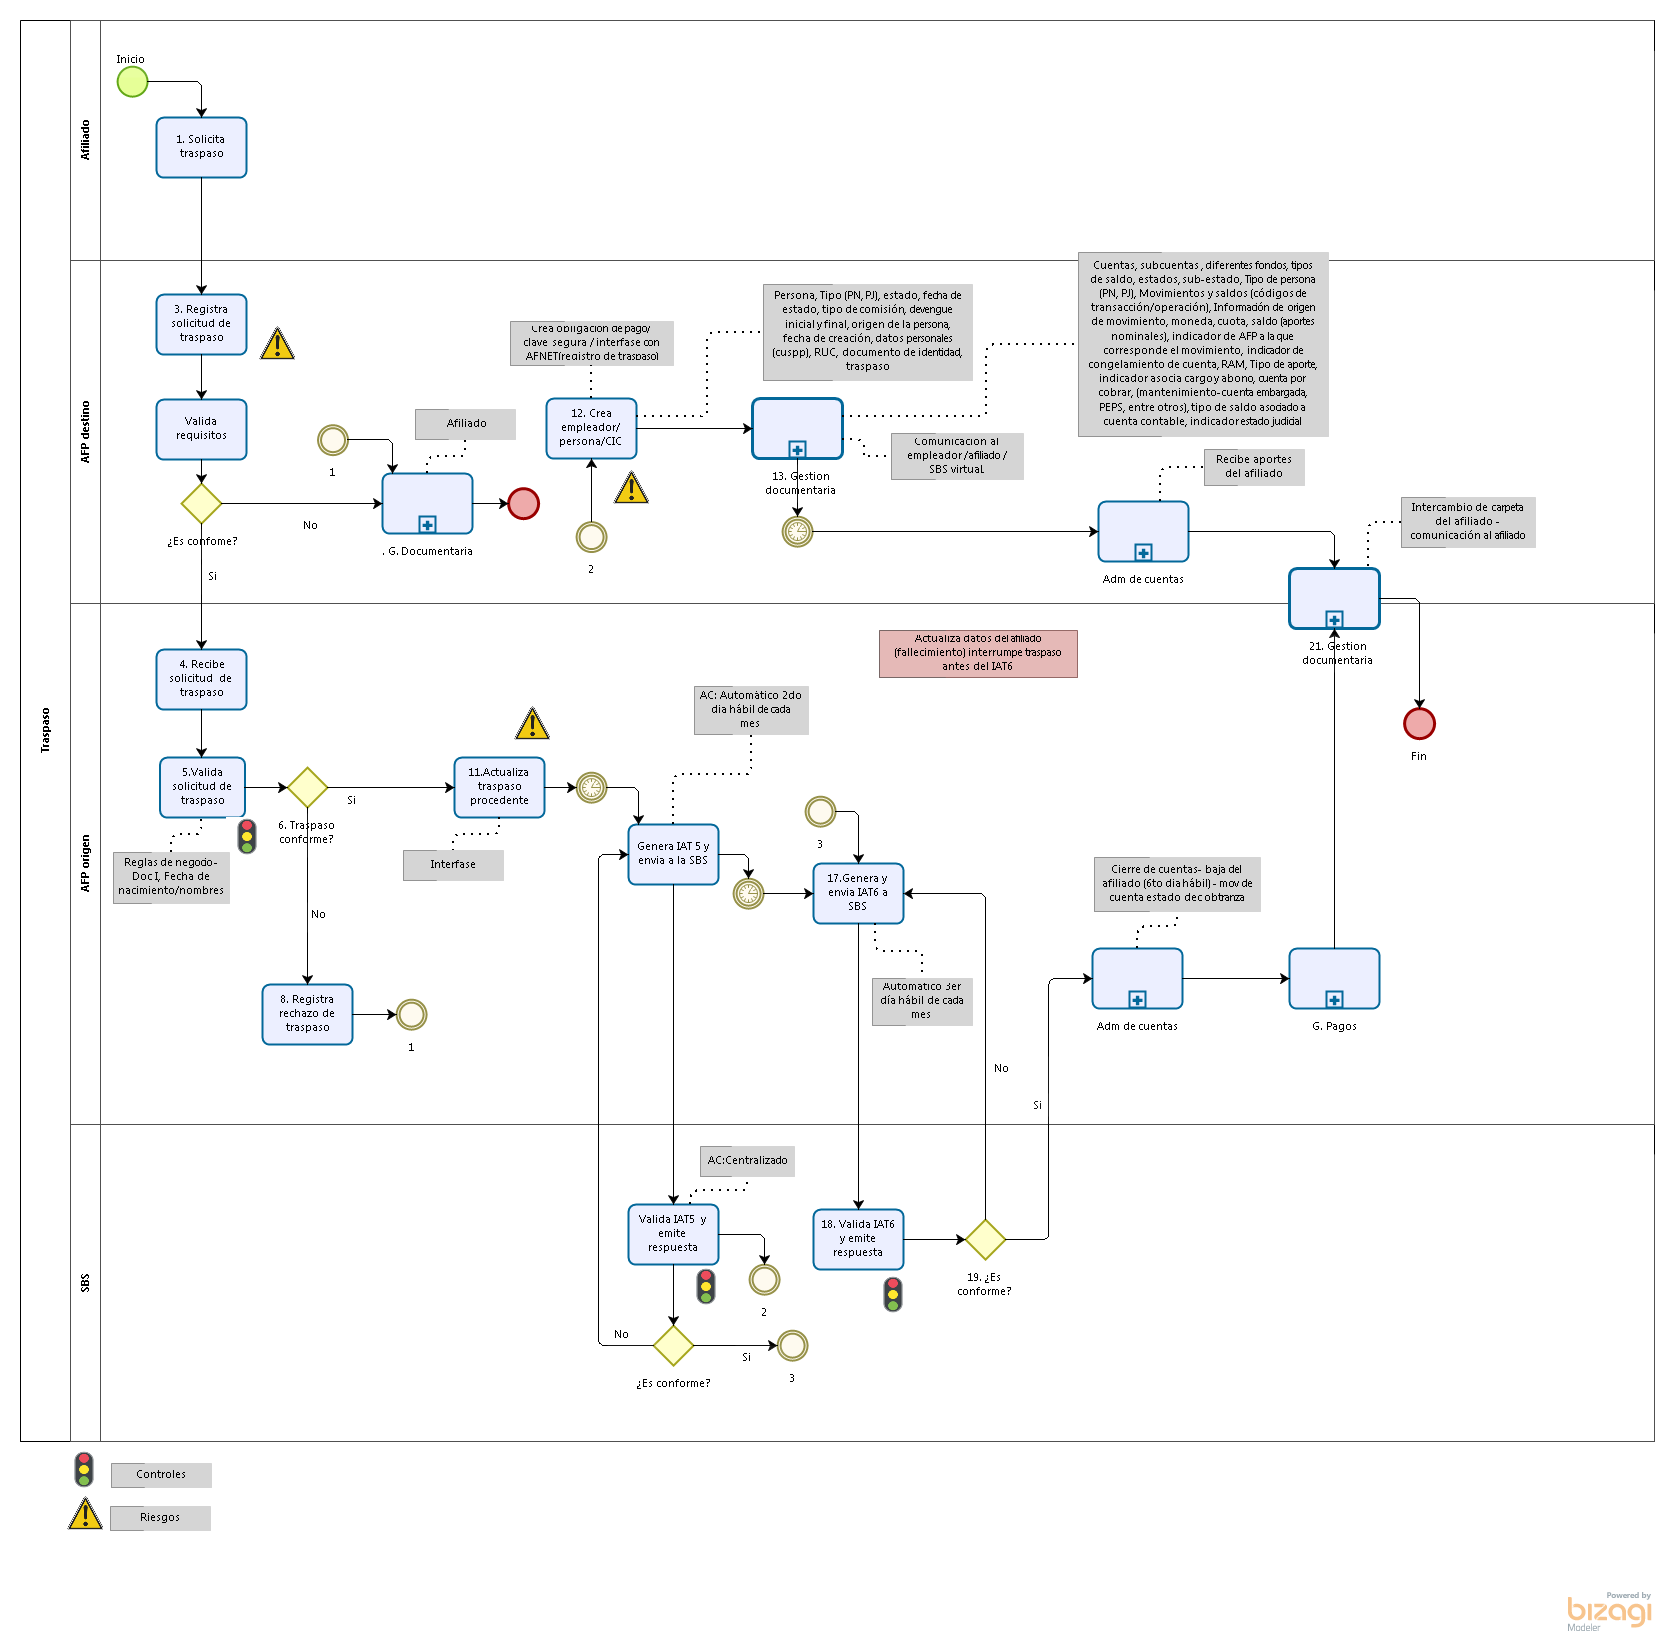 Inicio
1. Solicita
traspaso
Afiliado
3. Registra
solicitud de
traspaso
Valida
requisitos
¿Es confome?
No
Si
1
Afiliado
. G. Documentaria
Crea obligación de pago/
clave segura / interfase con
AFNET(registro de traspaso)
12. Crea
empleador/
persona/CIC
2
Persona, Tipo (PN, PJ), estado, fecha de
estado, tipo de comisión, devengue
inicial y final, origen de la persona,
fecha de creación, datos personales
(cuspp), RUC, documento de identidad,
traspaso
13. Gestion
documentaria
Comunicación al
empleador /afiliado /
SBS virtual.
Cuentas, subcuentas , diferentes fondos, tipos
de saldo, estados, sub-estado, Tipo de persona
(PN, PJ), Movimientos y saldos (códigos de
transacción/operación), Información de origen
de movimiento, moneda, cuota, saldo (aportes
nominales), indicador de AFP a la que
corresponde el movimiento, indicador de
congelamiento de cuenta, RAM, Tipo de aporte,
indicador asocia cargo y abono, cuenta por
cobrar, (mantenimiento-cuenta embargada,
PEPS, entre otros), tipo de saldo asociado a
cuenta contable, indicador estado judicial
Recibe aportes
del afiliado
Adm de cuentas
Intercambio de carpeta
del afiliado -
comunicación al afiliado
21. Gestion
documentaria
AFP destino
Traspaso
4. Recibe
solicitud de
traspaso
5.Valida
solicitud de
traspaso
Reglas de negocio-
Doc I, Fecha de
nacimiento/nombres
6. Traspaso
conforme?
Si
No
8. Registra
rechazo de
traspaso
1
11.Actualiza
traspaso
procedente
Interfase
AC: Automático 2do
dia hábil de cada
mes
Genera IAT 5 y
envia a la SBS
Actualiza datos del afiliado
(fallecimiento) interrumpe traspaso
antes del IAT6
3
17.Genera y
envia IAT6 a
SBS
Automatico 3er
día hábil de cada
mes
No
Si
Cierre de cuentas- baja del
afiliado (6to dia hábil) - mov de
cuenta estado dec obtranza
Adm de cuentas
G. Pagos
Fin
AFP origen
AC:Centralizado
Valida IAT5 y
emite
respuesta
2
¿Es conforme?
No
Si
3
18. Valida IAT6
y emite
respuesta
19. ¿Es
conforme?
SBS
Controles
Riesgos
Powered by
bizagi
Modeler